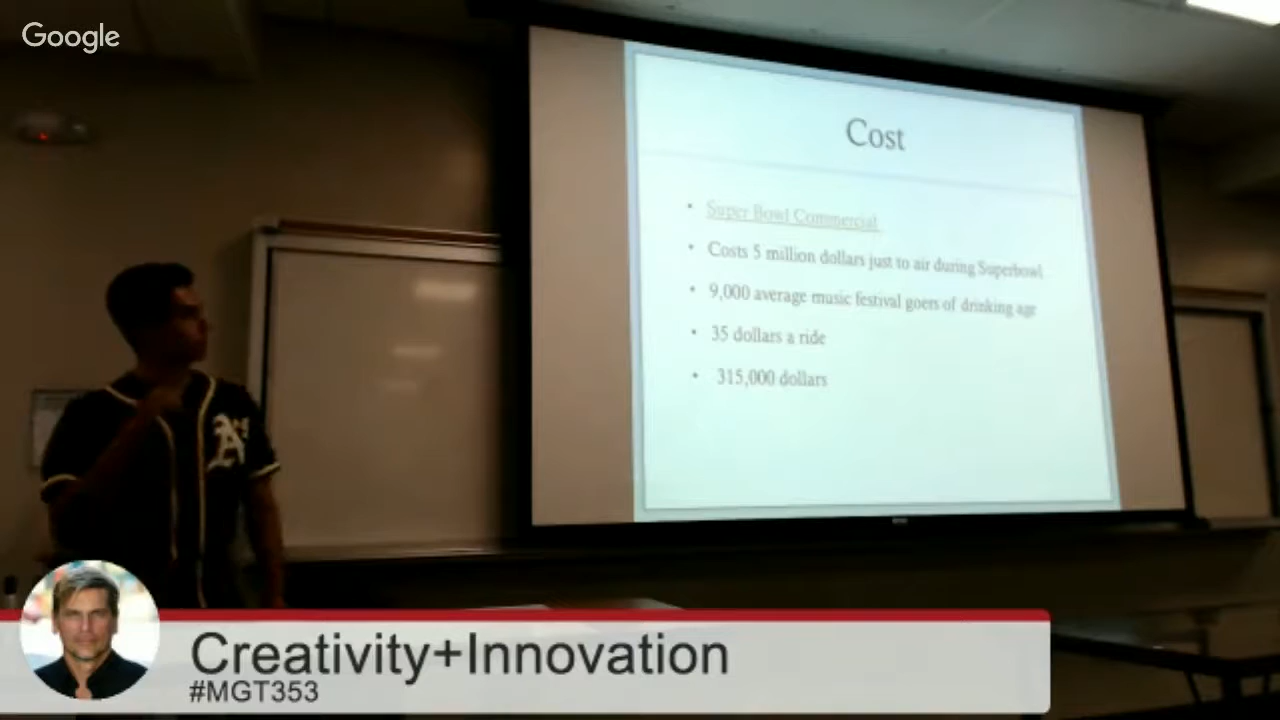 Google
Cost
• Super Bowl Commercial
• Costs 5 million dollars just to air during Superbowl
• 9,000 average music festival goers of drinking age
• 35 dollars a ride
• 315,000 dollars
A's
Creativity+Innovation
#MGT353